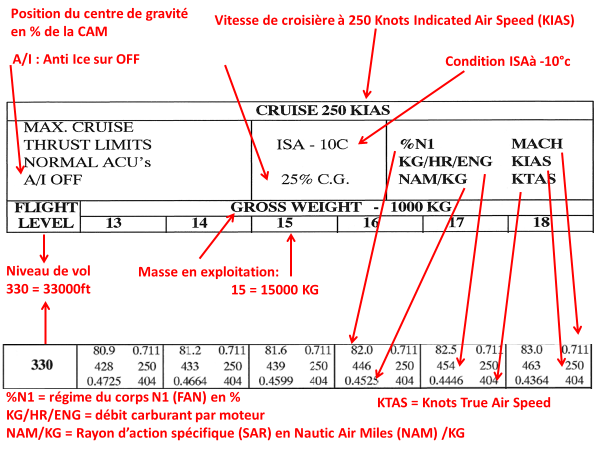 Position du centre de gravité
en % de la CAM
Vitesse de croisière à 250 Knots Indicated Air Speed (KIAS)
A/I : Anti Ice sur OFF
Condition ISAà -10°c
CRUISE 250 KIAS
MAX. CRUISE
THRUST LIMITS ISA - 10C %N1 MACH
NORMAL ACU's KG/HR/ENG KIAS
A/I OFF 25% C.G. NAM/KG KTAS
FLIGHT LEVEL GROSS WEIGHT - 1000 KG
13 14 15 16 17 18
Niveau de vol
330 = 33000ft
Masse en exploitation:
15 = 15000 KG
80.9 0.711 81.2 0.711 81.6 0.711 82.0 0.711 82.5 0.711 83.0 0.711
330 428 250 433 250 439 250 446 250 454 250 463 250
0.4725 404 0.4664 404 0.4599 404 0.4525 404 0.4446 404 0.4364 404
%N1 = régime du corps N1 (FAN) en %
KTAS = Knots True Air Speed
KG/HR/ENG = débit carburant par moteur
NAM/KG = Rayon d'action spécifique (SAR) en Nautic Air Miles (NAM) /KG